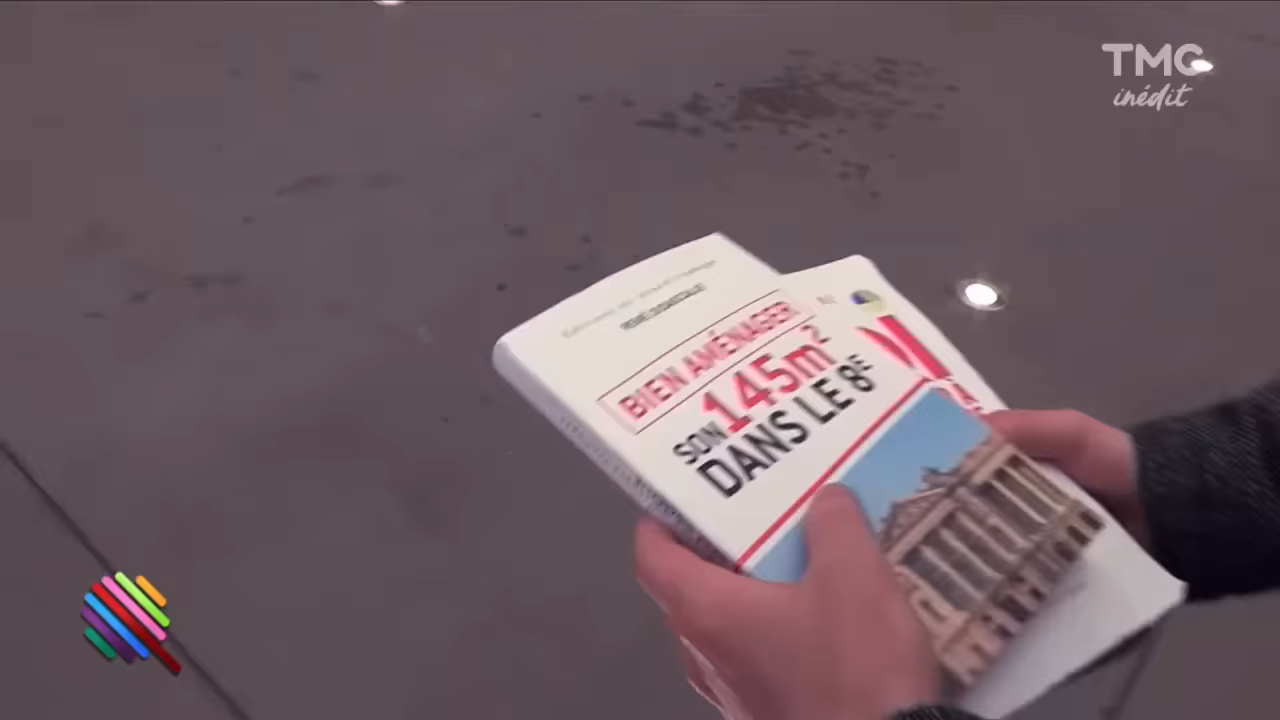 TMC
inédit
BIEN AMÉNAGER
SON 145m²
DANS LE 8E